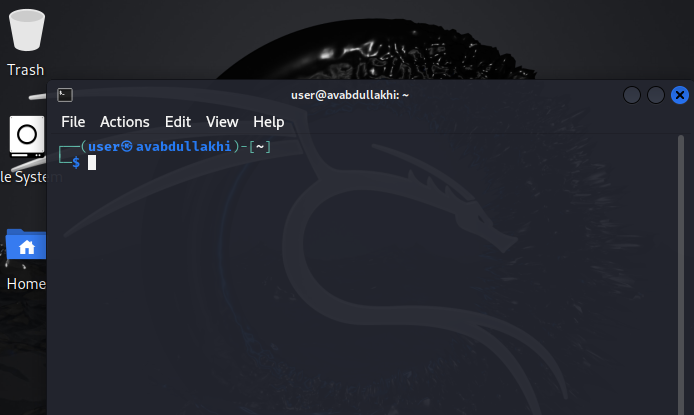 Trash
user@avabdullakhi: ~
File Actions Edit View Help
┌──(user㉿avabdullakhi)-[~]
└─$
le System
Home